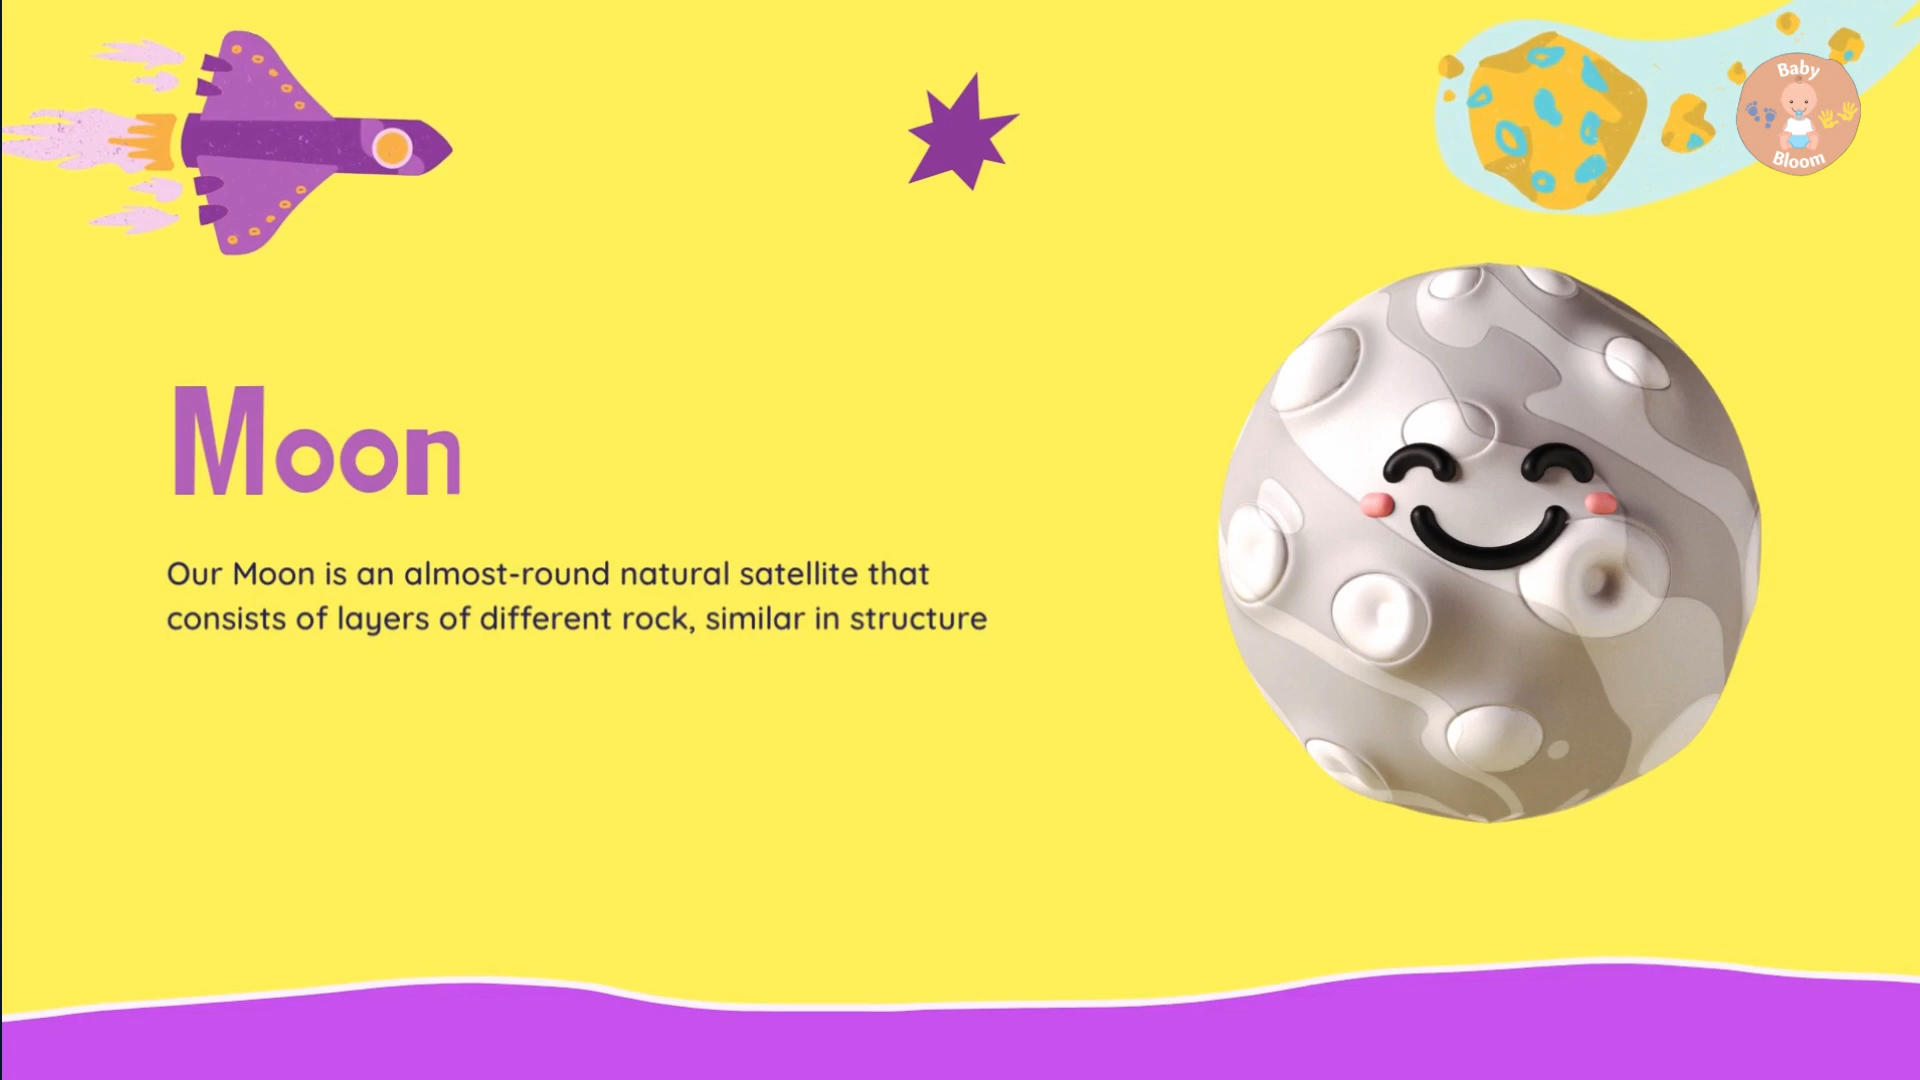 Baby
Bloom
Moon
Our Moon is an almost-round natural satellite that
consists of layers of different rock, similar in structure